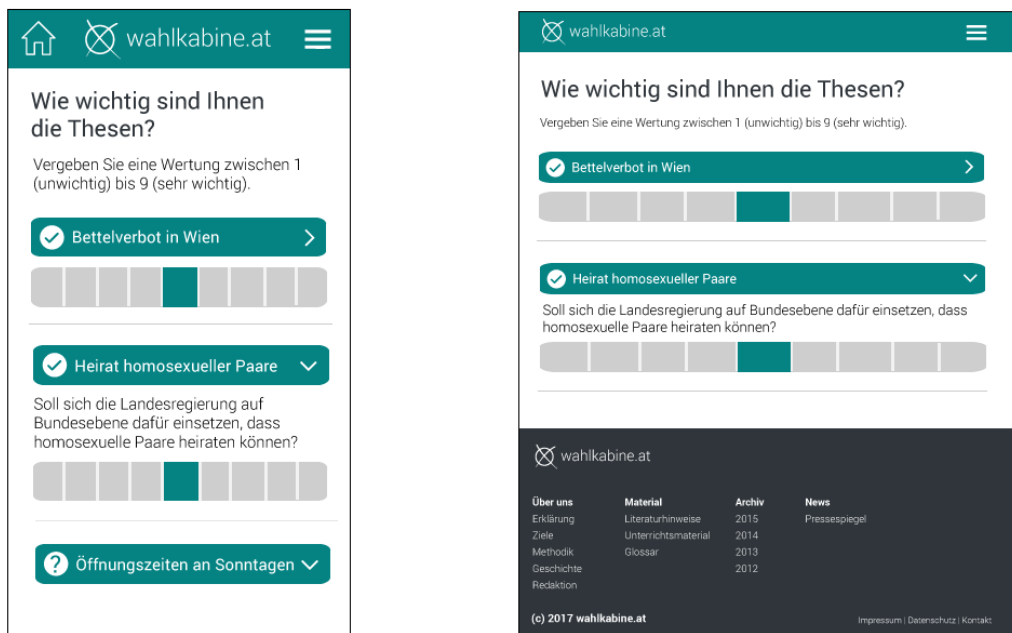 wahlkabine.at
Wie wichtig sind Ihnen
die Thesen?
Vergeben Sie eine Wertung zwischen 1
(unwichtig) bis 9 (sehr wichtig).
Bettelverbot in Wien
Heirat homosexueller Paare
Soll sich die Landesregierung auf
Bundesebene dafür einsetzen, dass
homosexuelle Paare heiraten können?
? Öffnungszeiten an Sonntagen
wahlkabine.at
Wie wichtig sind Ihnen die Thesen?
Vergeben Sie eine Wertung zwischen 1 (unwichtig) bis 9 (sehr wichtig).
Bettelverbot in Wien
Heirat homosexueller Paare
Soll sich die Landesregierung auf Bundesebene dafür einsetzen, dass
homosexuelle Paare heiraten können?
wahlkabine.at
Über uns Material Archiv News
Erklärung Literaturhinweise 2015 Pressespiegel
Ziele Unterrichtsmaterial 2014
Methodik Glossar 2013
Geschichte 2012
Redaktion
(c) 2017 wahlkabine.at Impressum | Datenschutz | Kontakt